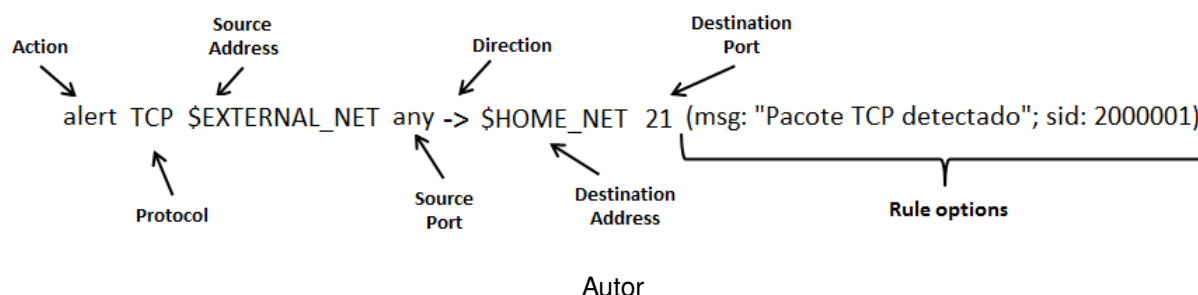 Source
Address
Destination
Port
Action
Direction
alert TCP $EXTERNAL_NET any -> $HOME_NET 21 (msg: "Pacote TCP detectado"; sid: 2000001)
Protocol
Source
Port
Destination
Address
Rule options
Autor